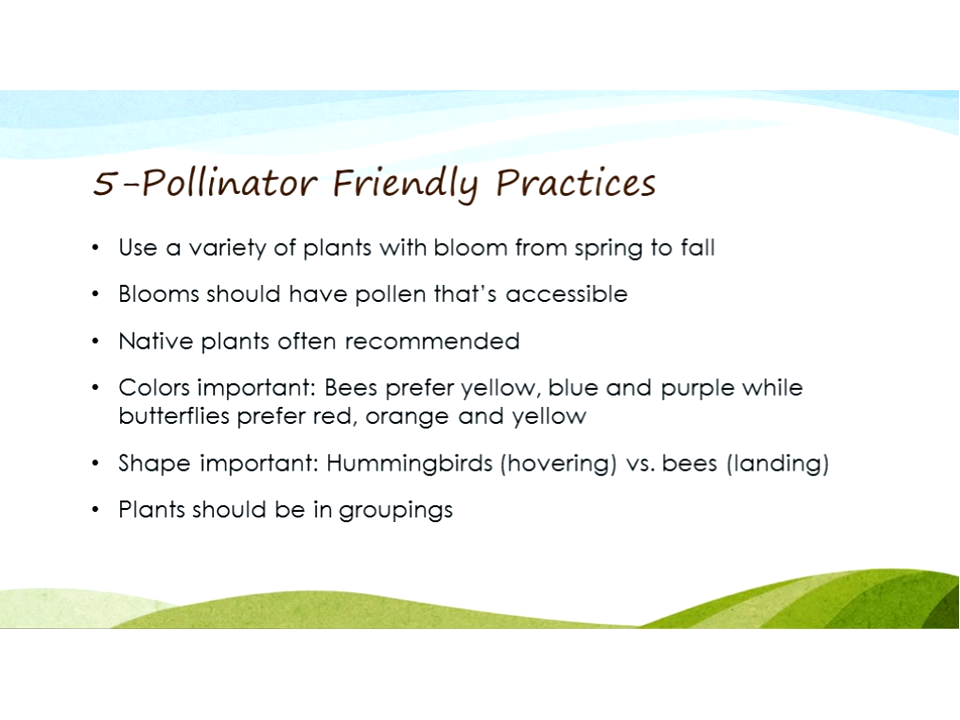 5-Pollinator Friendly Practices
• Use a variety of plants with bloom from spring to fall
• Blooms should have pollen that's accessible
• Native plants often recommended
• Colors important: Bees prefer yellow, blue and purple while
butterflies prefer red, orange and yellow
• Shape important: Hummingbirds (hovering) vs. bees (landing)
• Plants should be in groupings